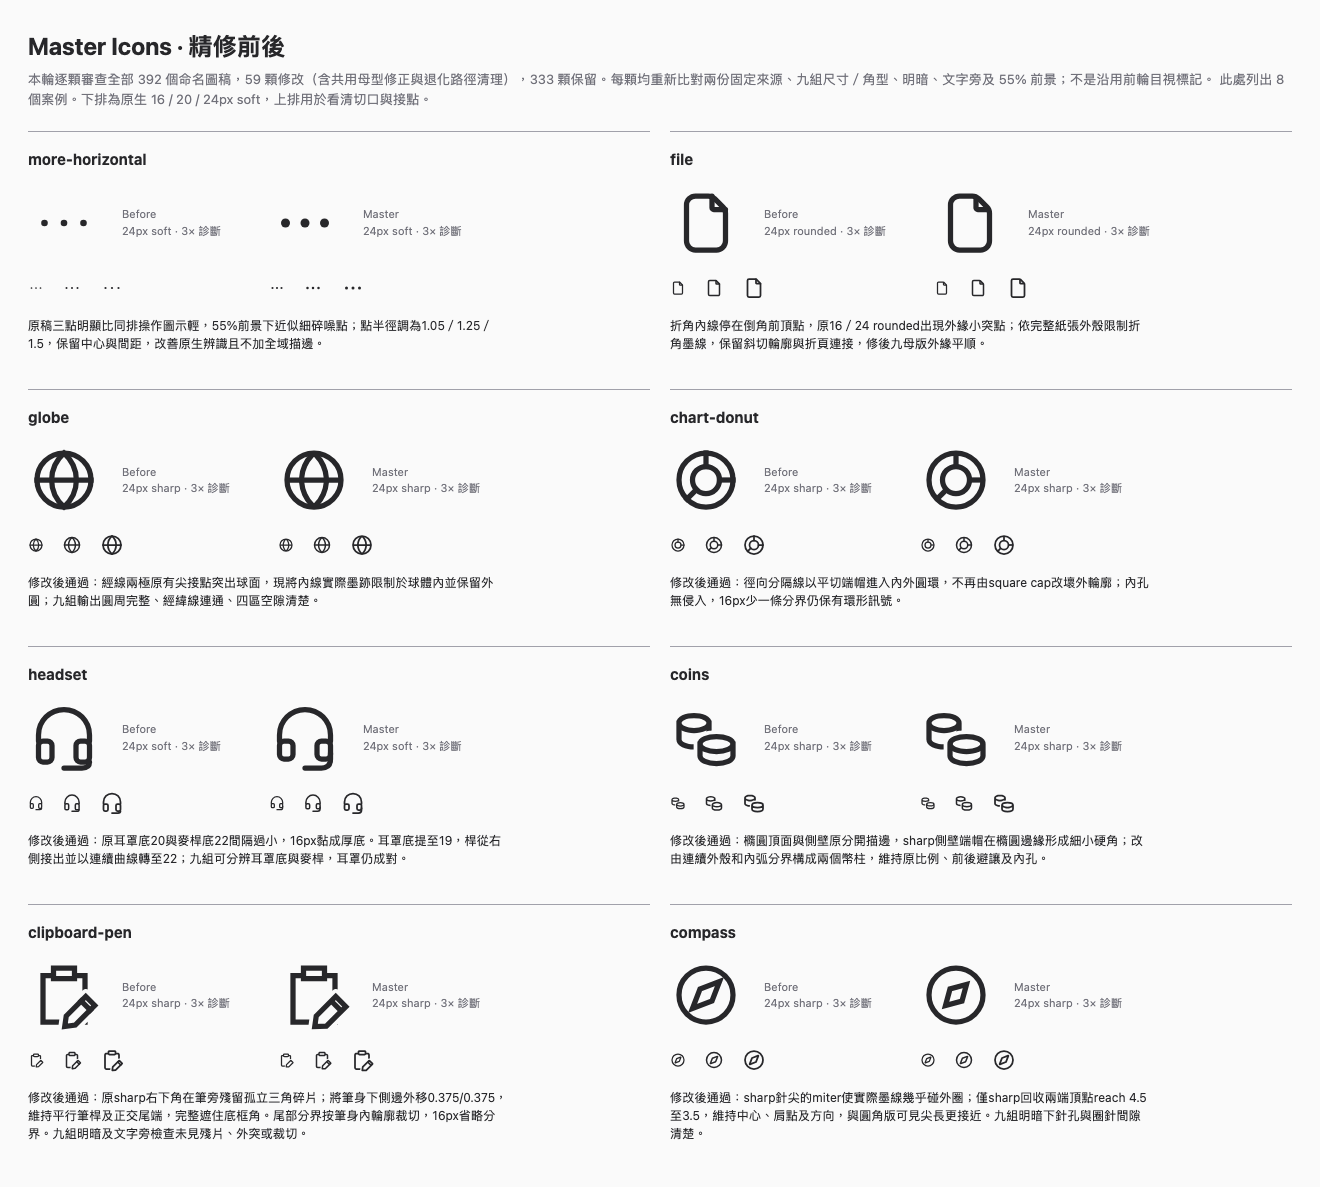 Master Icons · 精修前後
本輪逐顆審查全部 392 個命名圖稿，59 顆修改（含共用母型修正與退化路徑清理），333 顆保留。每顆均重新比對兩份固定來源、九組尺寸 / 角型、明暗、文字旁及 55% 前景；不是沿用前輪目視標記。 此處列出 8
個案例。下排為原生 16 / 20 / 24px soft，上排用於看清切口與接點。
more-horizontal
Before
24px soft · 3× 診斷
Master
24px soft · 3× 診斷
原稿三點明顯比同排操作圖示輕，55%前景下近似細碎噪點；點半徑調為1.05 / 1.25 /
1.5，保留中心與間距，改善原生辨識且不加全域描邊。
file
Before
24px rounded · 3× 診斷
Master
24px rounded · 3× 診斷
折角內線停在倒角前頂點，原16 / 24 rounded出現外緣小突點；依完整紙張外殼限制折
角墨線，保留斜切輪廓與折頁連接，修後九母版外緣平順。
globe
Before
24px sharp · 3× 診斷
Master
24px sharp · 3× 診斷
修改後通過：經線兩極原有尖接點突出球面，現將內線實際墨跡限制於球體內並保留外
圓；九組輸出圓周完整、經緯線連通、四區空隙清楚。
chart-donut
Before
24px sharp · 3× 診斷
Master
24px sharp · 3× 診斷
修改後通過：徑向分隔線以平切端帽進入內外圓環，不再由square cap改壞外輪廓；內孔
無侵入，16px少一條分界仍保有環形訊號。
headset
Before
24px soft · 3× 診斷
Master
24px soft · 3× 診斷
修改後通過：原耳罩底20與麥桿底22間隔過小，16px黏成厚底。耳罩底提至19，桿從右
側接出並以連續曲線轉至22；九組可分辨耳罩底與麥桿，耳罩仍成對。
coins
Before
24px sharp · 3× 診斷
Master
24px sharp · 3× 診斷
修改後通過：橢圓頂面與側壁原分開描邊，sharp側壁端帽在橢圓邊緣形成細小硬角；改
由連續外殼和內弧分界構成兩個幣柱，維持原比例、前後避讓及內孔。
clipboard-pen
Before
24px sharp · 3× 診斷
Master
24px sharp · 3× 診斷
修改後通過：原sharp右下角在筆旁殘留孤立三角碎片；將筆身下側邊外移0.375/0.375，
維持平行筆桿及正交尾端，完整遮住底框角。尾部分界按筆身內輪廓裁切，16px省略分
界。九組明暗及文字旁檢查未見殘片、外突或裁切。
compass
Before
24px sharp · 3× 診斷
Master
24px sharp · 3× 診斷
修改後通過：sharp針尖的miter使實際墨線幾乎碰外圈；僅sharp回收兩端頂點reach 4.5
至3.5，維持中心、肩點及方向，與圓角版可見尖長更接近。九組明暗下針孔與圈針間隙
清楚。